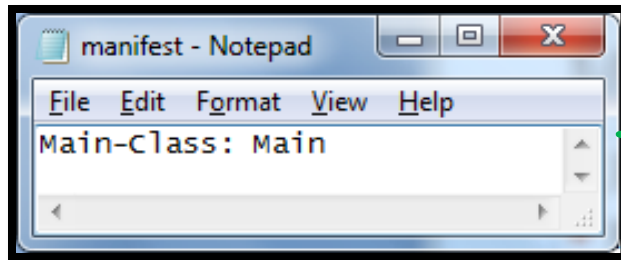 manifest - Notepad
File Edit Format View Help
Main-Class: Main